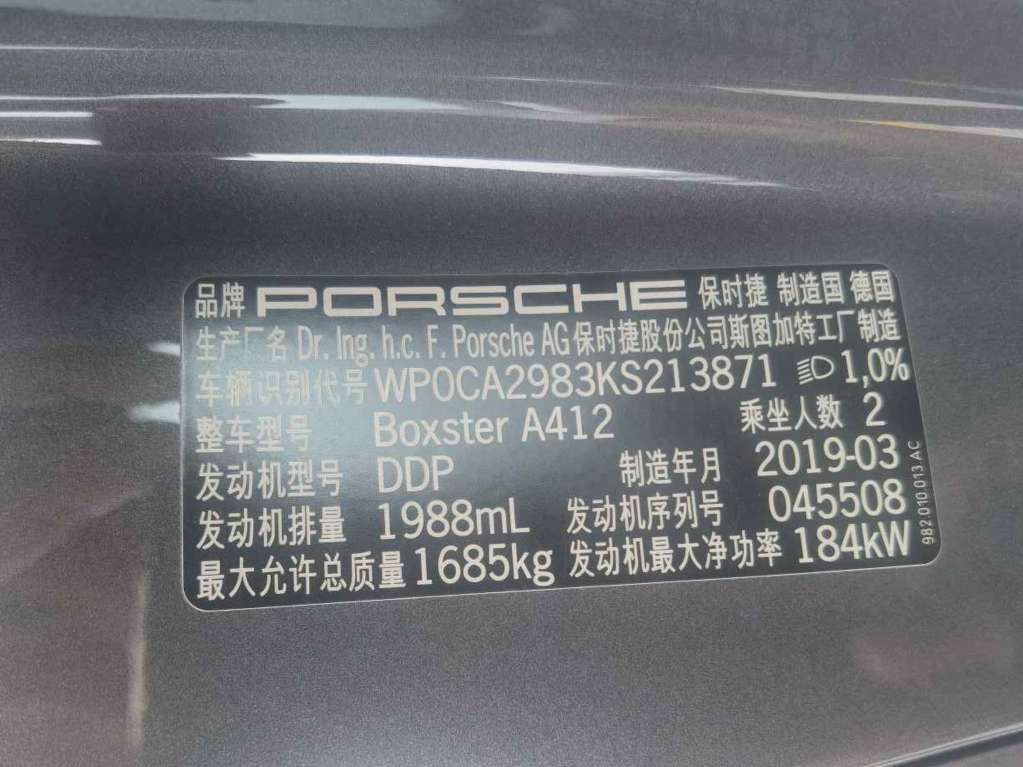 品牌 PORSCHE 保时捷 制造国 德国
生产厂名 Dr. Ing. h.c. F. Porsche AG 保时捷股份公司斯图加特工厂制造
车辆识别代号 WP0CA2983KS213871 1,0%
整车型号 Boxster A412 乘坐人数 2
发动机型号 DDP 制造年月 2019-03
发动机排量 1988mL 发动机序列号 045508
最大允许总质量 1685kg 发动机最大净功率 184kW
982.010.013.AC